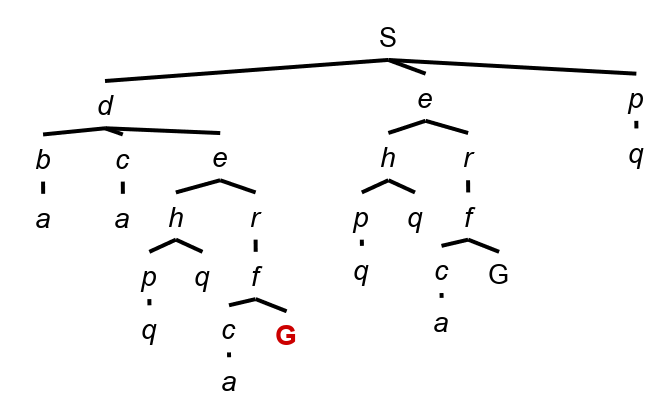 S
d e p
b c e h r q
a a h r p q f
p q f q c G
q c G a
a